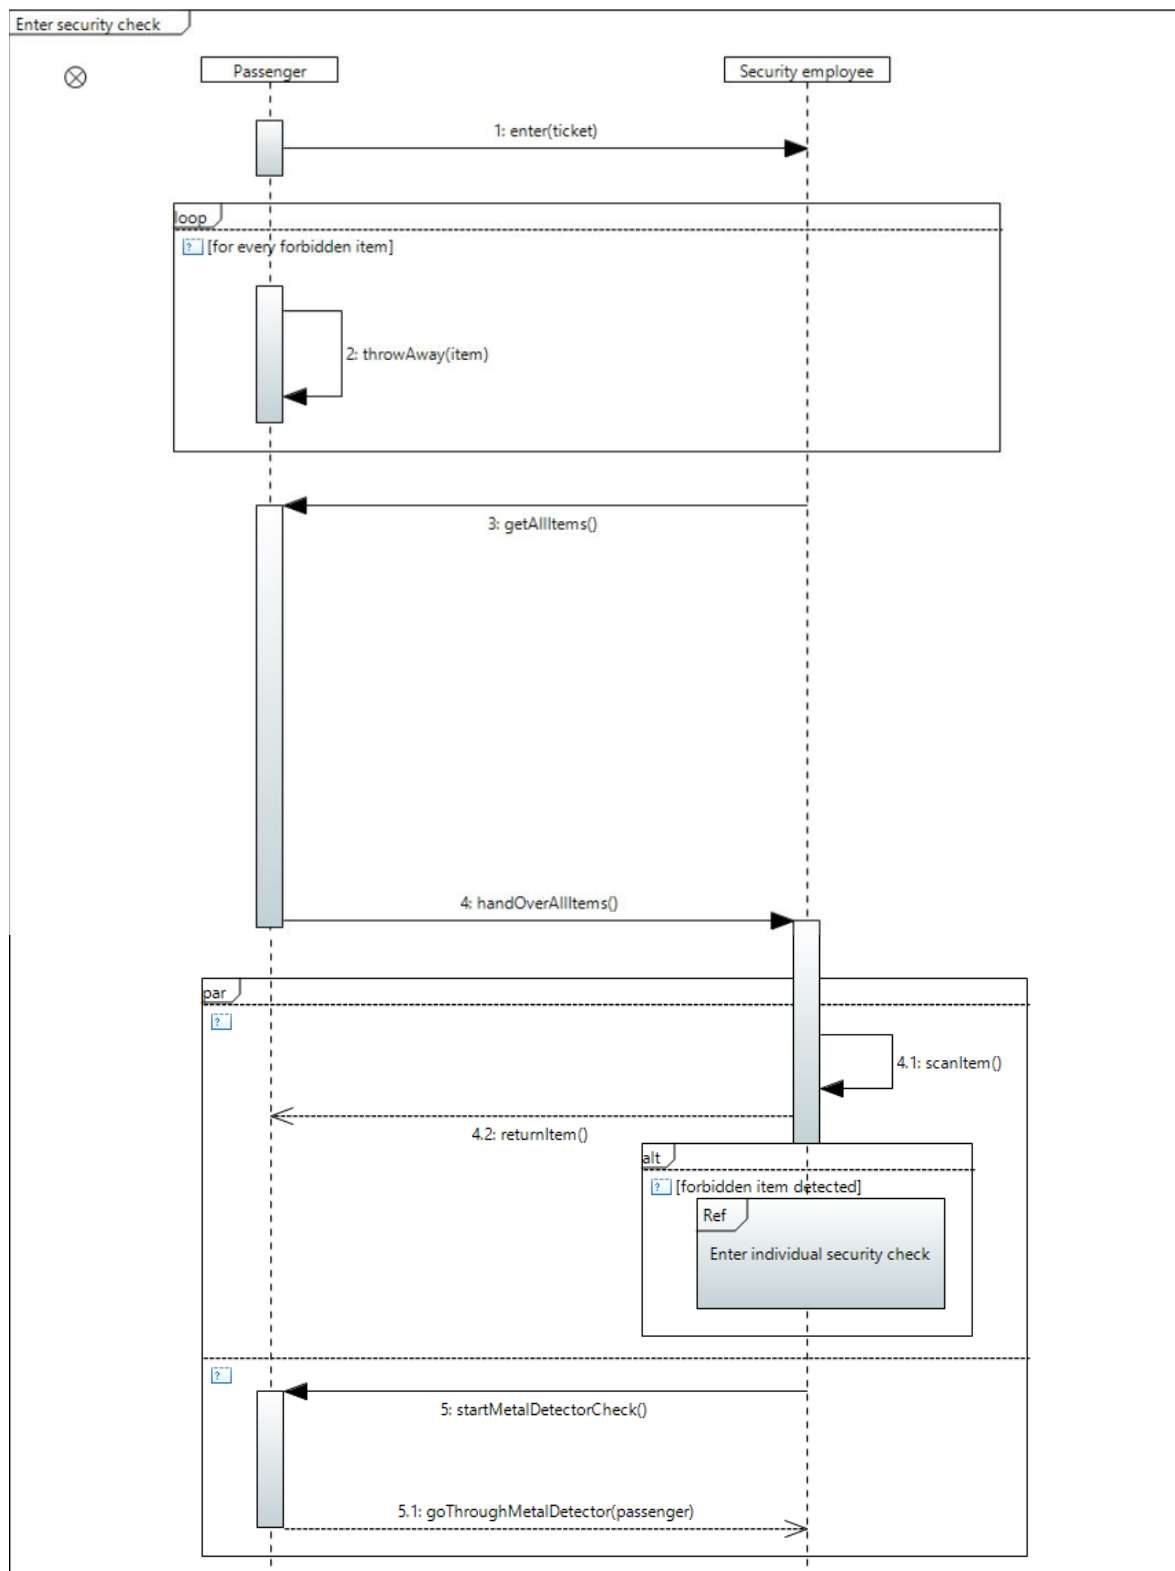 Enter security check
Passenger
Security employee
1: enter(ticket)
loop
? [for every forbidden item]
2: throwAway(item)
3: getAllItems()
4: handOverAllItems()
par
?
4.1: scanItem()
4.2: returnItem()
alt
? [forbidden item detected]
Ref
Enter individual security check
?
5: startMetalDetectorCheck()
5.1: goThroughMetalDetector(passenger)